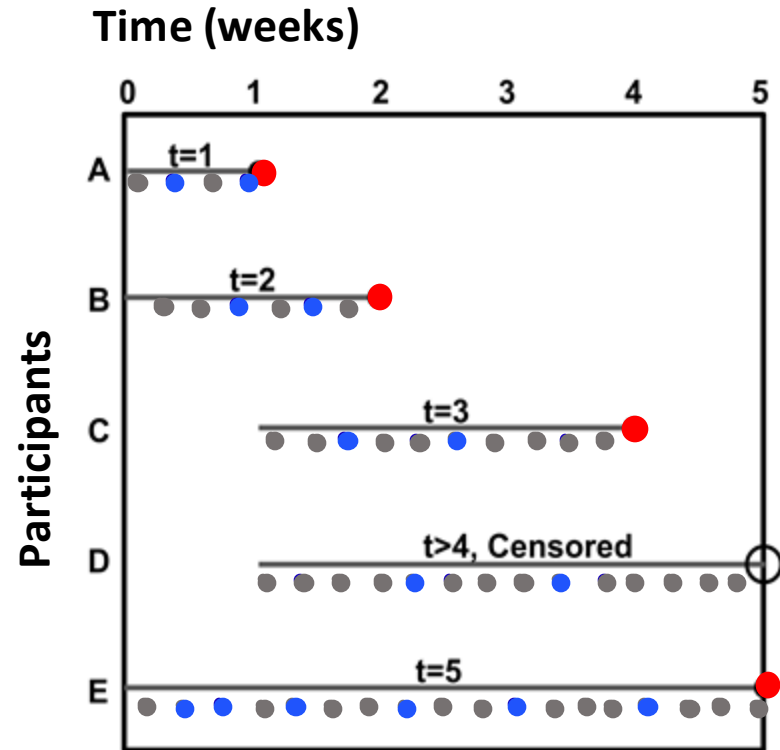 Time (weeks)
0 1 2 3 4 5
A
t=1
B
t=2
Participants
C
t=3
D
t>4, Censored
E
t=5